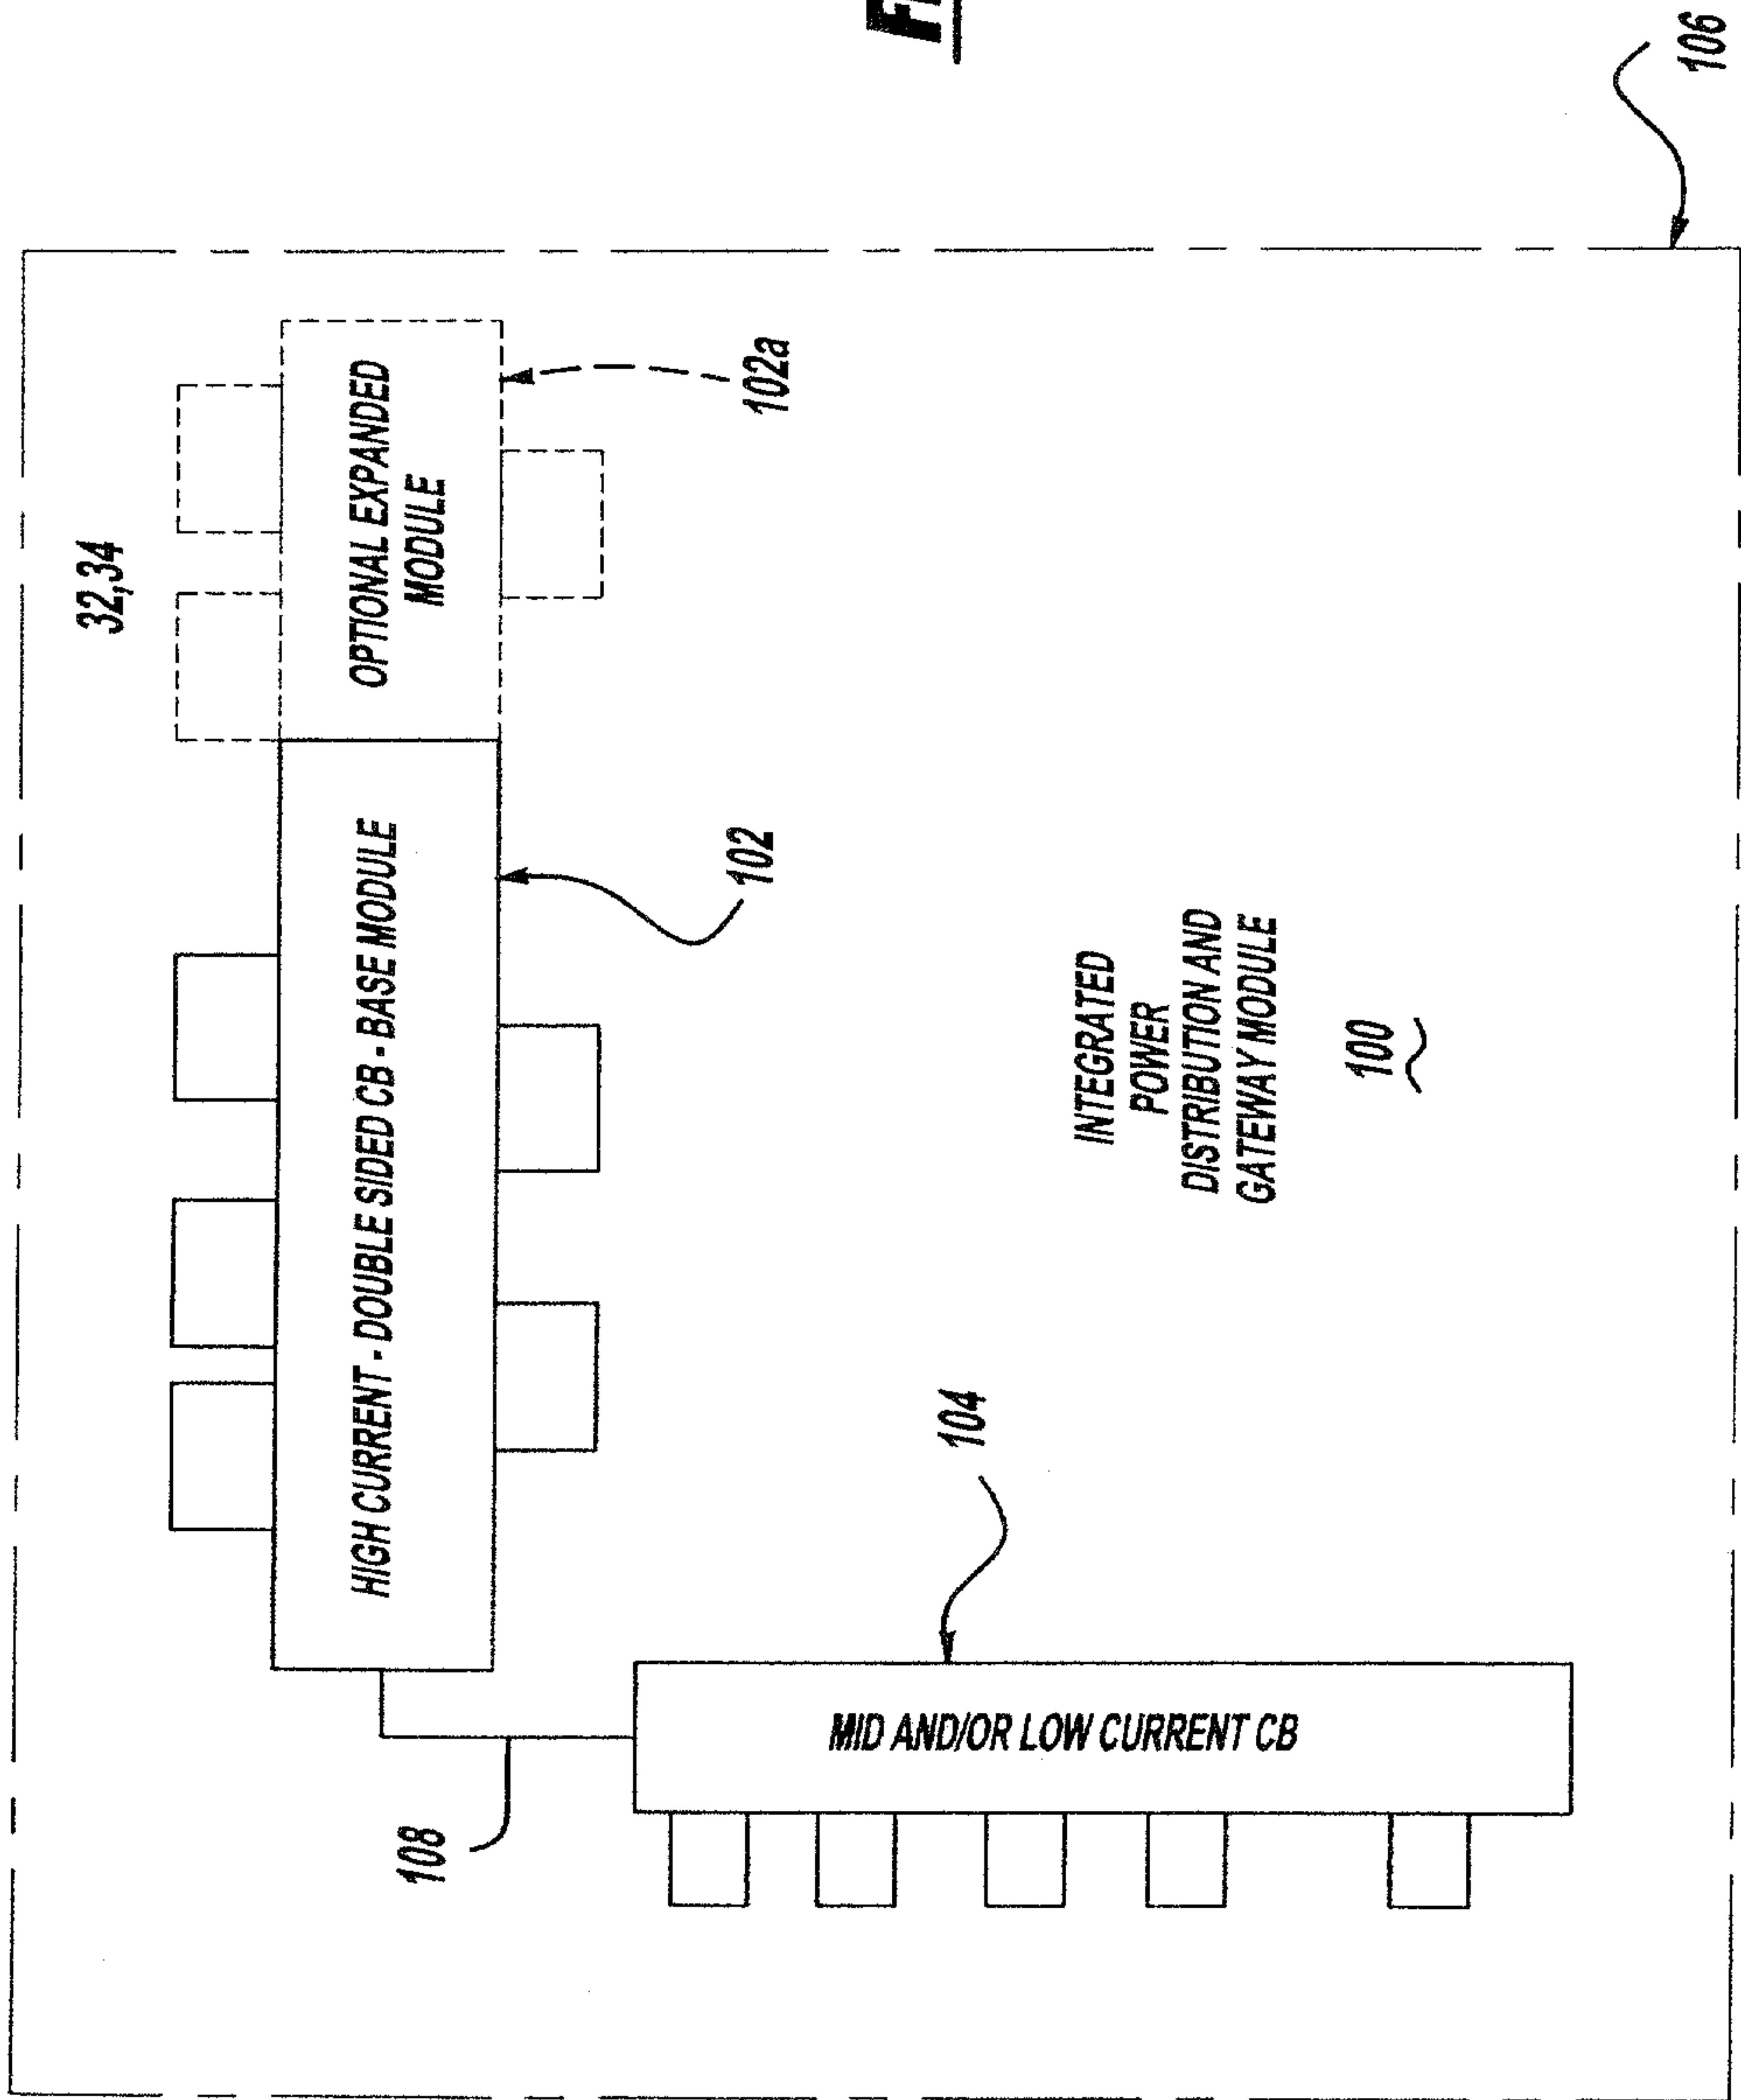 32,34
OPTIONAL EXPANDED
MODULE
102a
HIGH CURRENT - DOUBLE SIDED CB - BASE MODULE
102
104
MID AND/OR LOW CURRENT CB
108
INTEGRATED
POWER
DISTRIBUTION AND
GATEWAY MODULE
100
106